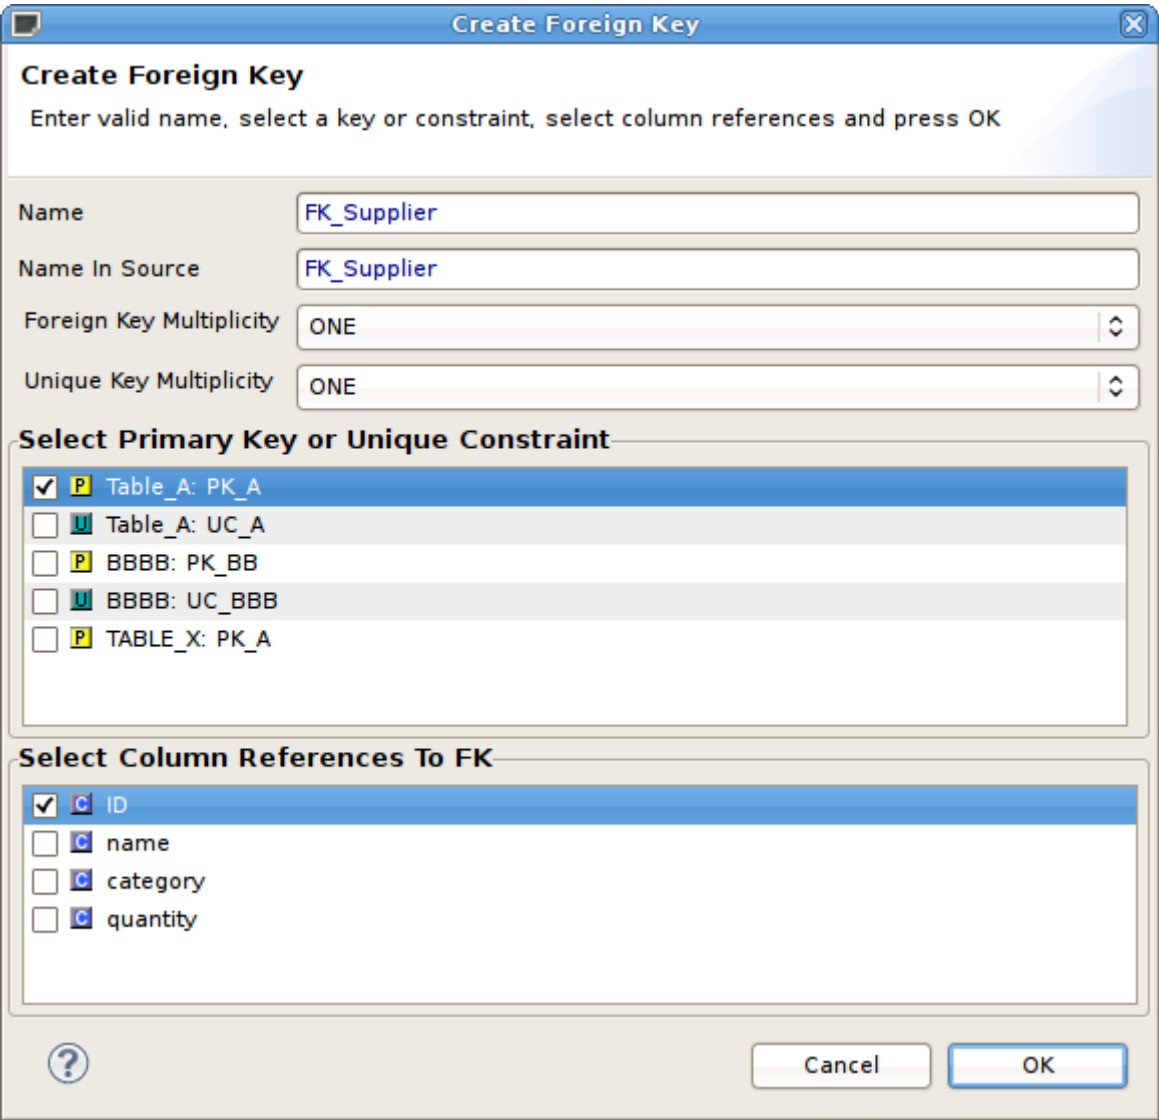 Create Foreign Key
Create Foreign Key
Enter valid name, select a key or constraint, select column references and press OK
Name
FK_Supplier
Name In Source
FK_Supplier
Foreign Key Multiplicity
ONE
Unique Key Multiplicity
ONE
Select Primary Key or Unique Constraint
P Table_A: PK_A
U Table_A: UC_A
P BBBB: PK_BB
U BBBB: UC_BBB
P TABLE_X: PK_A
Select Column References To FK
C ID
C name
C category
C quantity
?
Cancel
OK